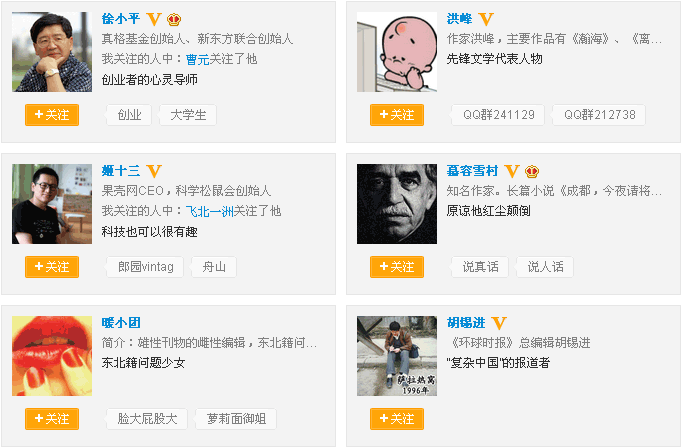 徐小平
真格基金创始人、新东方联合创始人
我关注的人中：曹元关注了他
创业者的心灵导师
+关注
创业
大学生
洪峰
作家洪峰，主要作品有《瀚海》、《离...
先锋文学代表人物
+关注
QQ群241129
QQ群212738
姬十三
果壳网CEO，科学松鼠会创始人
我关注的人中：飞北一洲关注了他
科技也可以很有趣
+关注
郎园vintag
舟山
慕容雪村
知名作家。长篇小说《成都，今夜请将...
原谅他红尘颠倒
+关注
说真话
说人话
暖小团
简介：雄性刊物的雌性编辑，东北籍问...
东北籍问题少女
+关注
脸大屁股大
萝莉面御姐
胡锡进
《环球时报》总编辑胡锡进
"复杂中国"的报道者
萨拉热窝
1996年
+关注